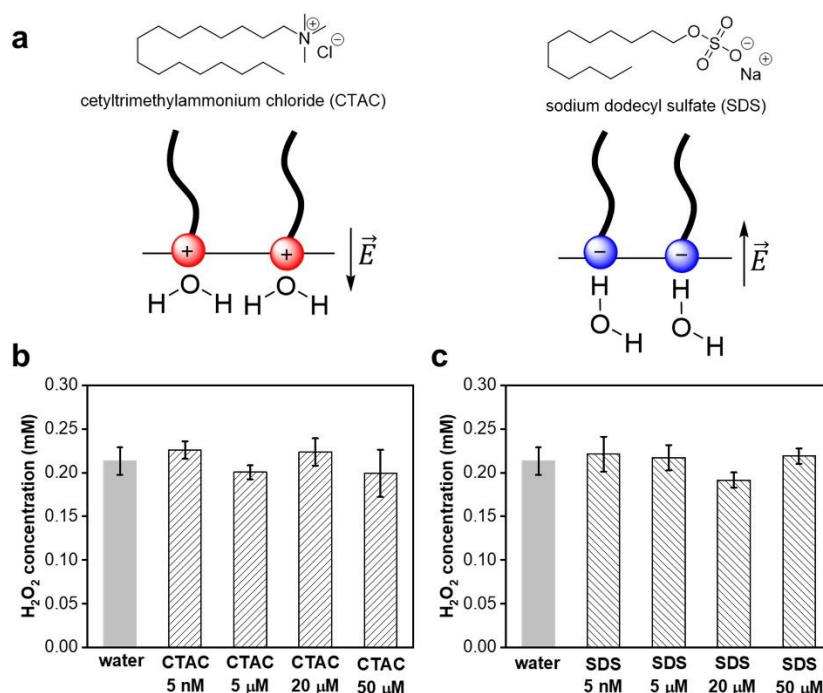 a
N
⊕
Cl⊖
cetyltrimethylammonium chloride (CTAC)
O
O
S
O
O
⊖
Na
⊕
sodium dodecyl sulfate (SDS)
+
+
E
H
O
H
H
O
H
−
−
E
H
O
H
H
O
H
b
H₂O₂ concentration (mM)
0.30
0.25
0.20
0.15
0.10
0.05
0.00
water
CTAC
5 nM
CTAC
5 μM
CTAC
20 μM
CTAC
50 μM
c
H₂O₂ concentration (mM)
0.30
0.25
0.20
0.15
0.10
0.05
0.00
water
SDS
5 nM
SDS
5 μM
SDS
20 μM
SDS
50 μM